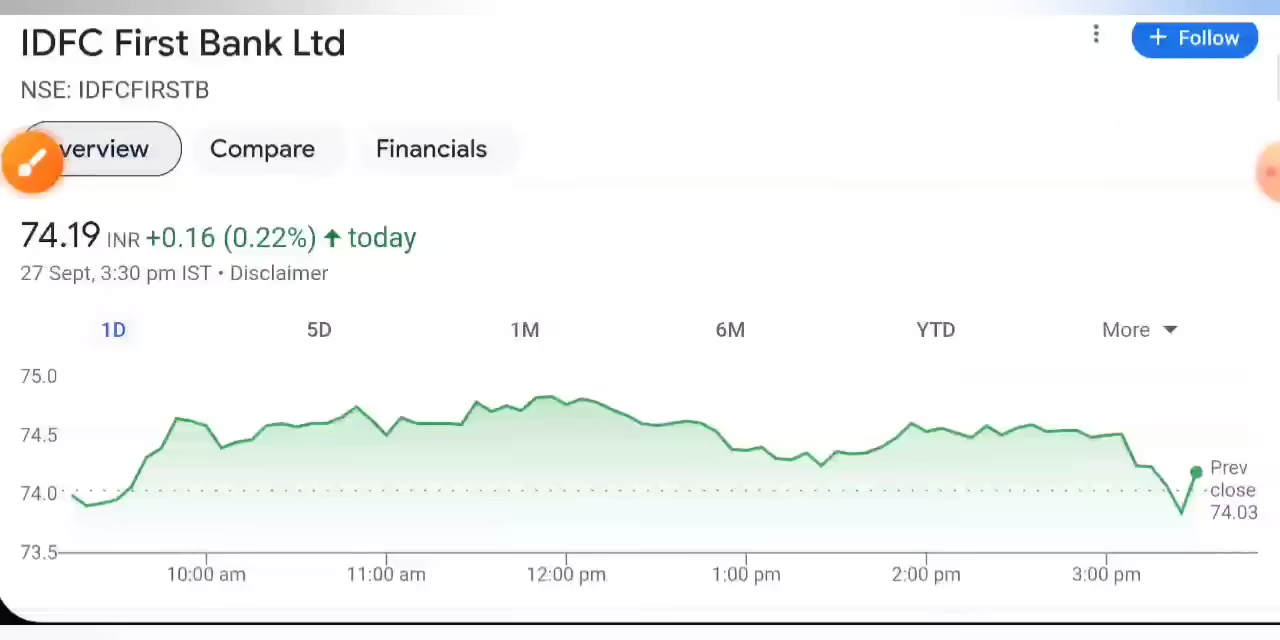 IDFC First Bank Ltd
+ Follow
NSE: IDFCFIRSTB
verview Compare Financials
74.19 INR +0.16 (0.22%) ↑ today
27 Sept, 3:30 pm IST • Disclaimer
1D 5D 1M 6M YTD More
75.0
74.5
74.0
73.5
Prev
close
74.03
10:00 am 11:00 am 12:00 pm 1:00 pm 2:00 pm 3:00 pm